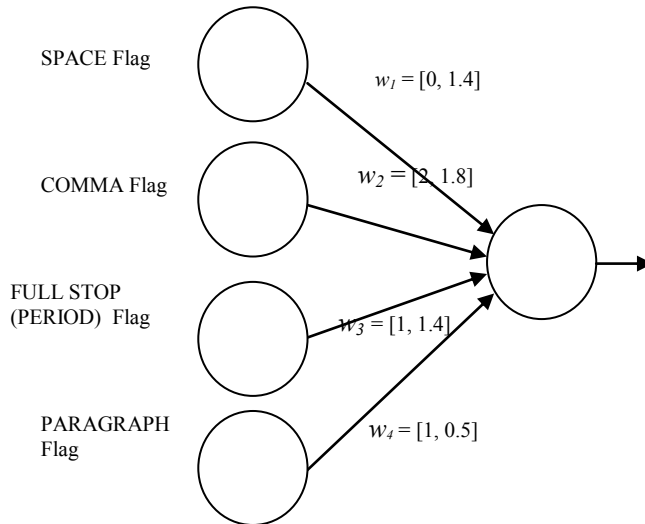 SPACE Flag
w1 = [0, 1.4]
COMMA Flag
w2 = [2, 1.8]
FULL STOP
(PERIOD) Flag
w3 = [1, 1.4]
PARAGRAPH
Flag
w4 = [1, 0.5]